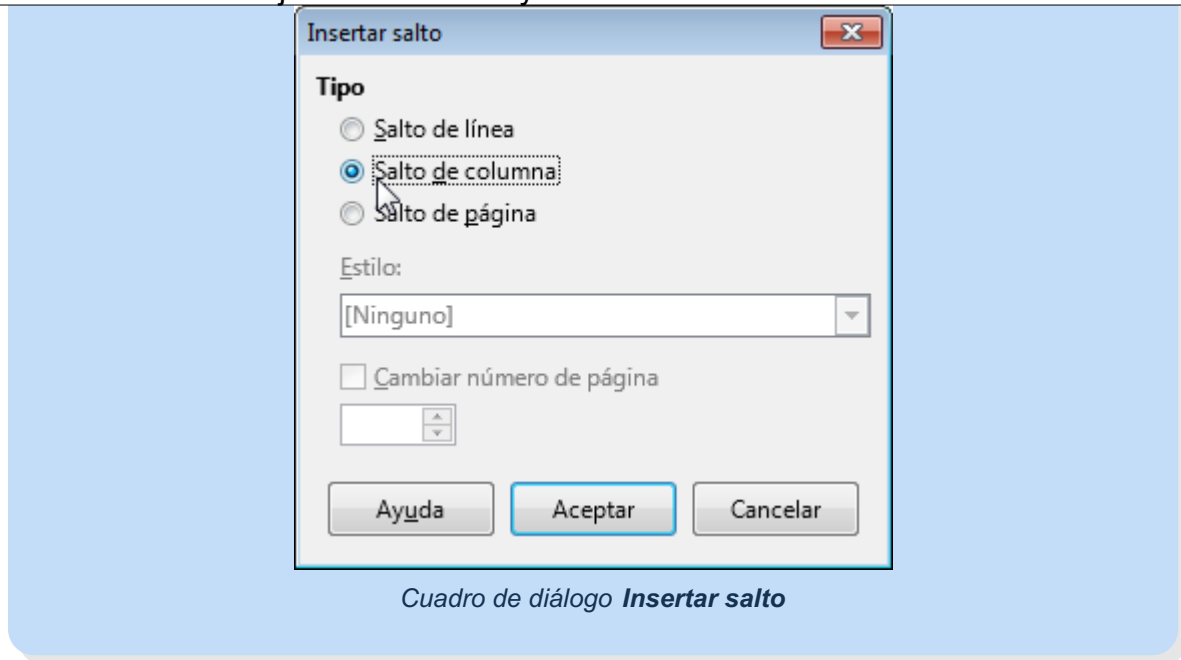 Insertar salto
Tipo
Salto de línea
Salto de columna
Salto de página
Estilo:
[Ninguno]
Cambiar número de página
Ayuda Aceptar Cancelar
Cuadro de diálogo Insertar salto